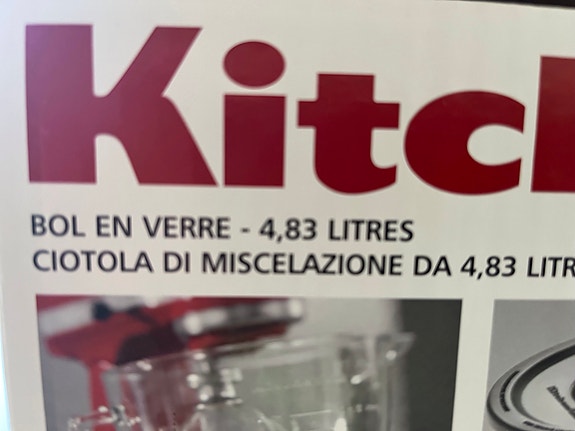 Kitc
BOL EN VERRE - 4,83 LITRES
CIOTOLA DI MISCELAZIONE DA 4,83 LITR